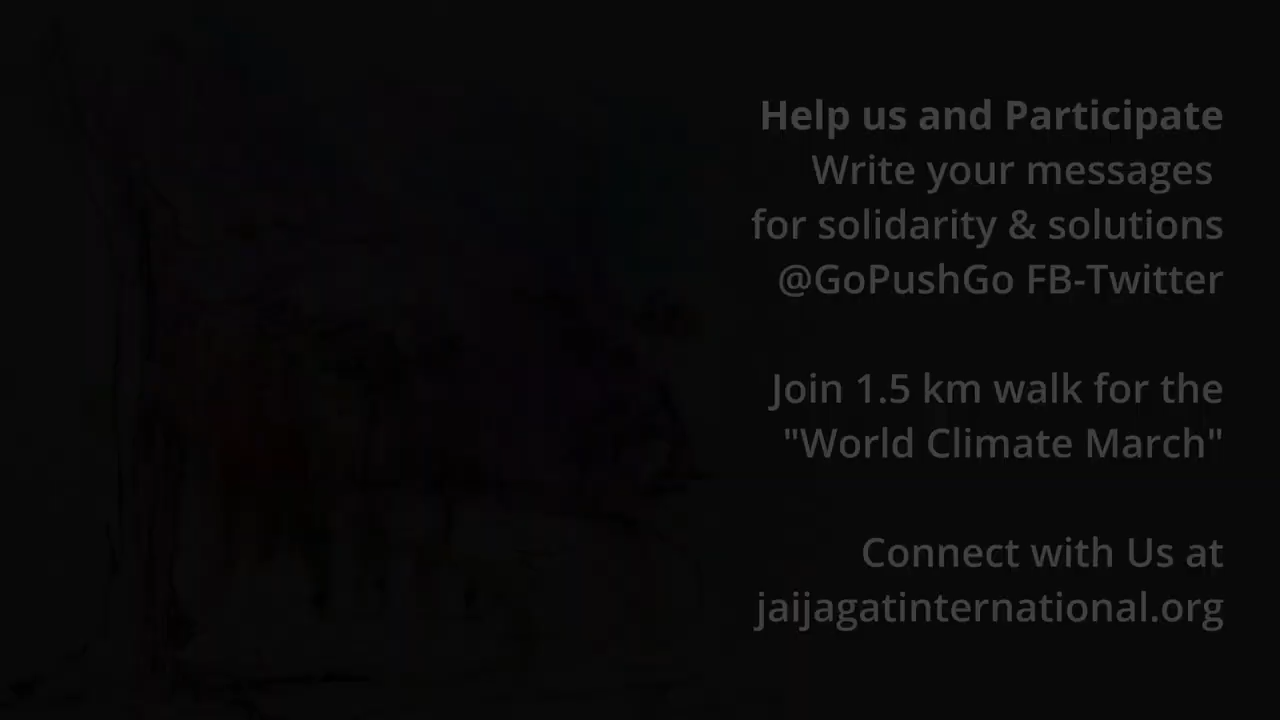 Help us and Participate
Write your messages
for solidarity & solutions
@GoPushGo FB-Twitter
Join 1.5 km walk for the
"World Climate March"
Connect with Us at
jaijagatinternational.org